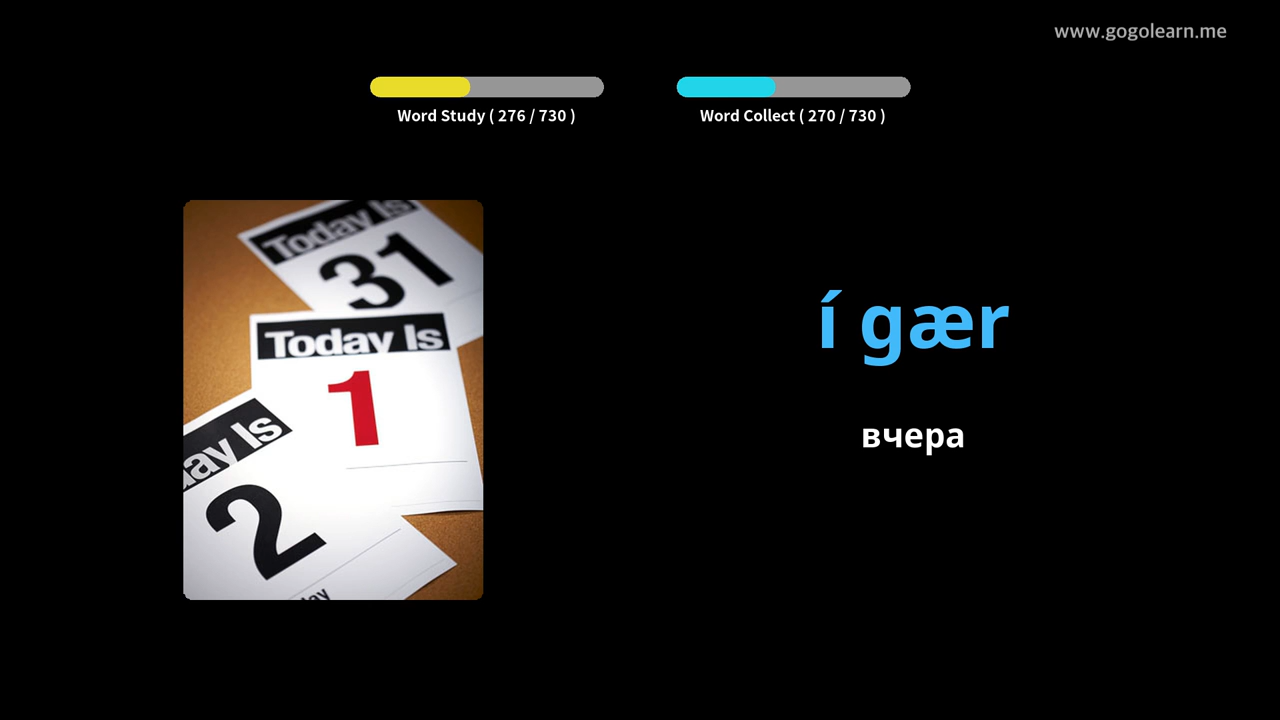 www.gogolearn.me
Word Study ( 276 / 730 )
Word Collect ( 270 / 730 )
Today Is
31
Today Is
1
ay Is
2
í gær
вчера